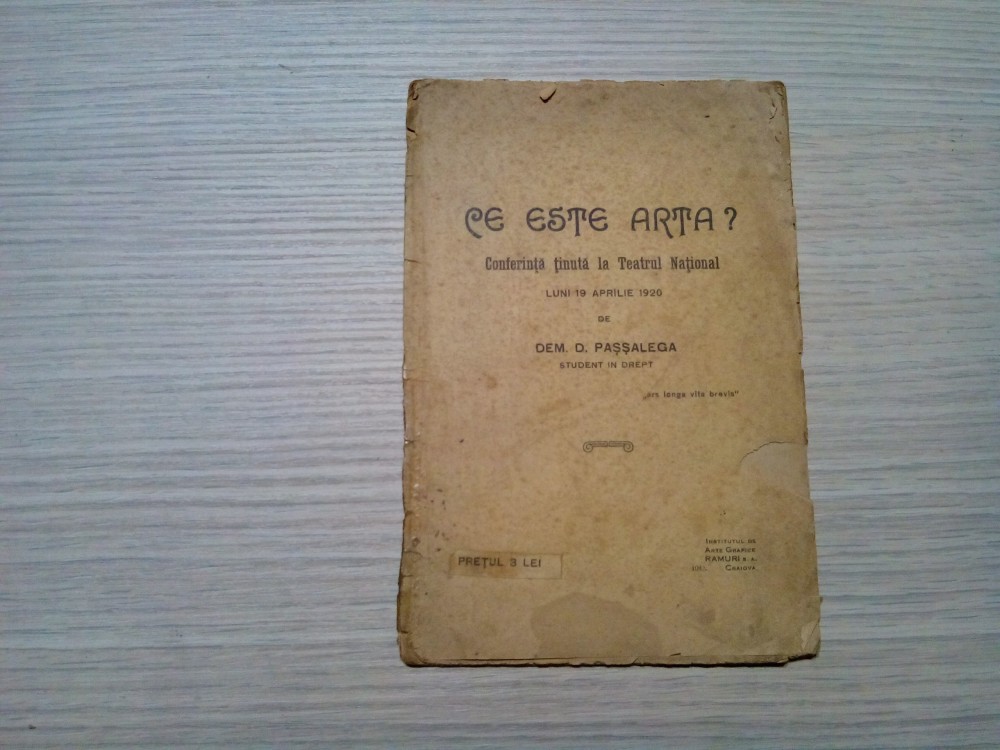 CE ESTE ARTA?
Conferință ținută la Teatrul Național
LUNI 19 APRILIE 1920
DE
DEM. D. PAȘȘALEGA
STUDENT IN DREPT
„ars longa vita brevis"
PREȚUL 3 LEI
INSTITUTUL DE
ARTE GRAFICE
RAMURI S. A.
CRAIOVA